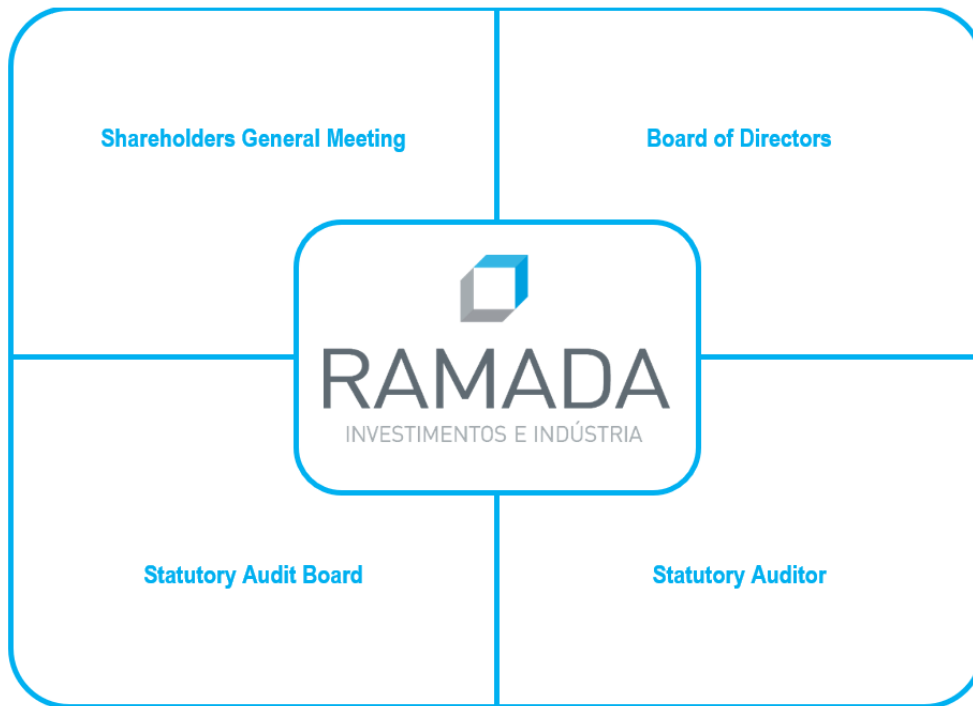 Shareholders General Meeting
Board of Directors
RAMADA
INVESTIMENTOS E INDÚSTRIA
Statutory Audit Board
Statutory Auditor